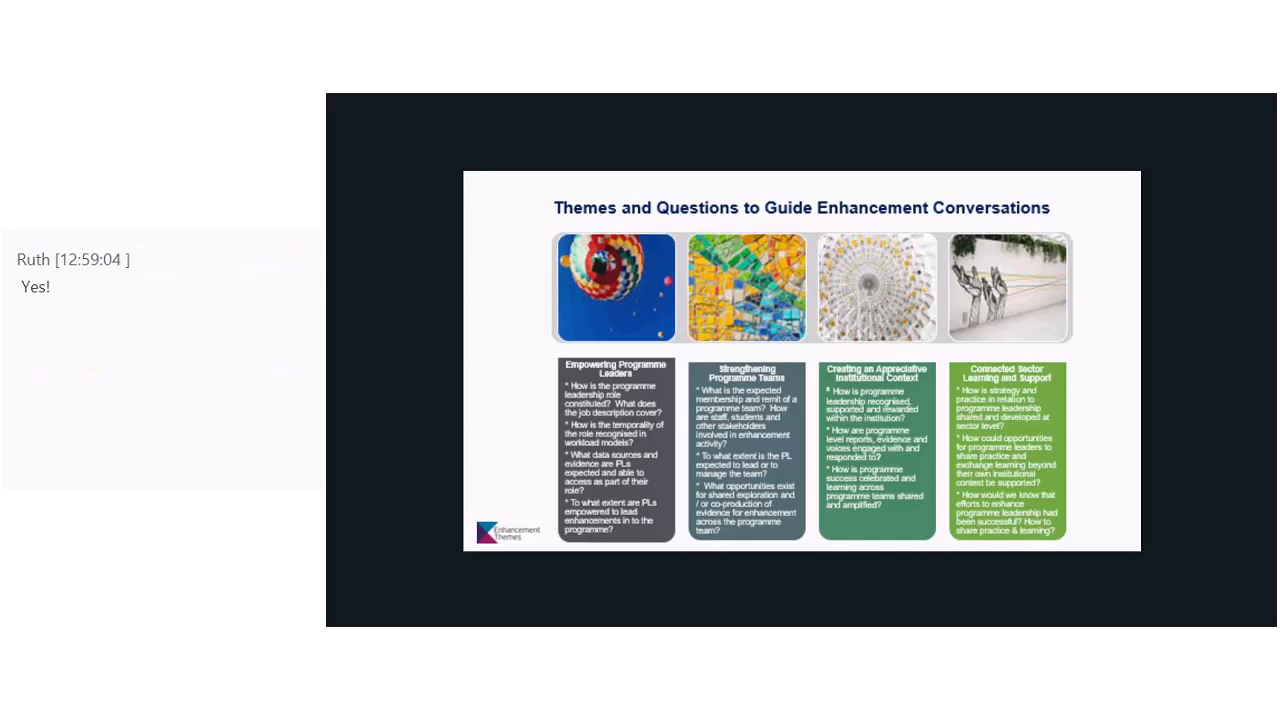 Ruth [12:59:04 ]
Yes!
Themes and Questions to Guide Enhancement Conversations
Empowering Programme
Leaders
* How is the programme
leadership role
constituted? What does
the job description cover?
* How is the temporality of
the role recognised in
workload models?
* What data sources and
evidence are PLs
expected and able to
access as part of their
role?
* To what extent are PLs
empowered to lead
enhancements in to the
programme?
Strengthening
Programme Teams
* What is the expected
membership and remit of a
programme team? How
are staff, students and
other stakeholders
involved in enhancement
activity?
* To what extent is the PL
expected to lead or to
manage the team?
* What opportunities exist
for shared exploration and
/ or co-production of
evidence for enhancement
across the programme
team?
Creating an Appreciative
Institutional Context
* How is programme
leadership recognised,
supported and rewarded
within the institution?
* How are programme
level reports, evidence and
voices engaged with and
responded to?
* How is programme
success celebrated and
learning across
programme teams shared
and amplified?
Connected Sector
Learning and Support
* How is strategy and
practice in relation to
programme leadership
shared and developed at
sector level?
* How could opportunities
for programme leaders to
share practice and
exchange learning beyond
their own institutional
context be supported?
* How would we know that
efforts to enhance
programme leadership had
been successful? How to
share practice & learning?
Enhancement
Themes